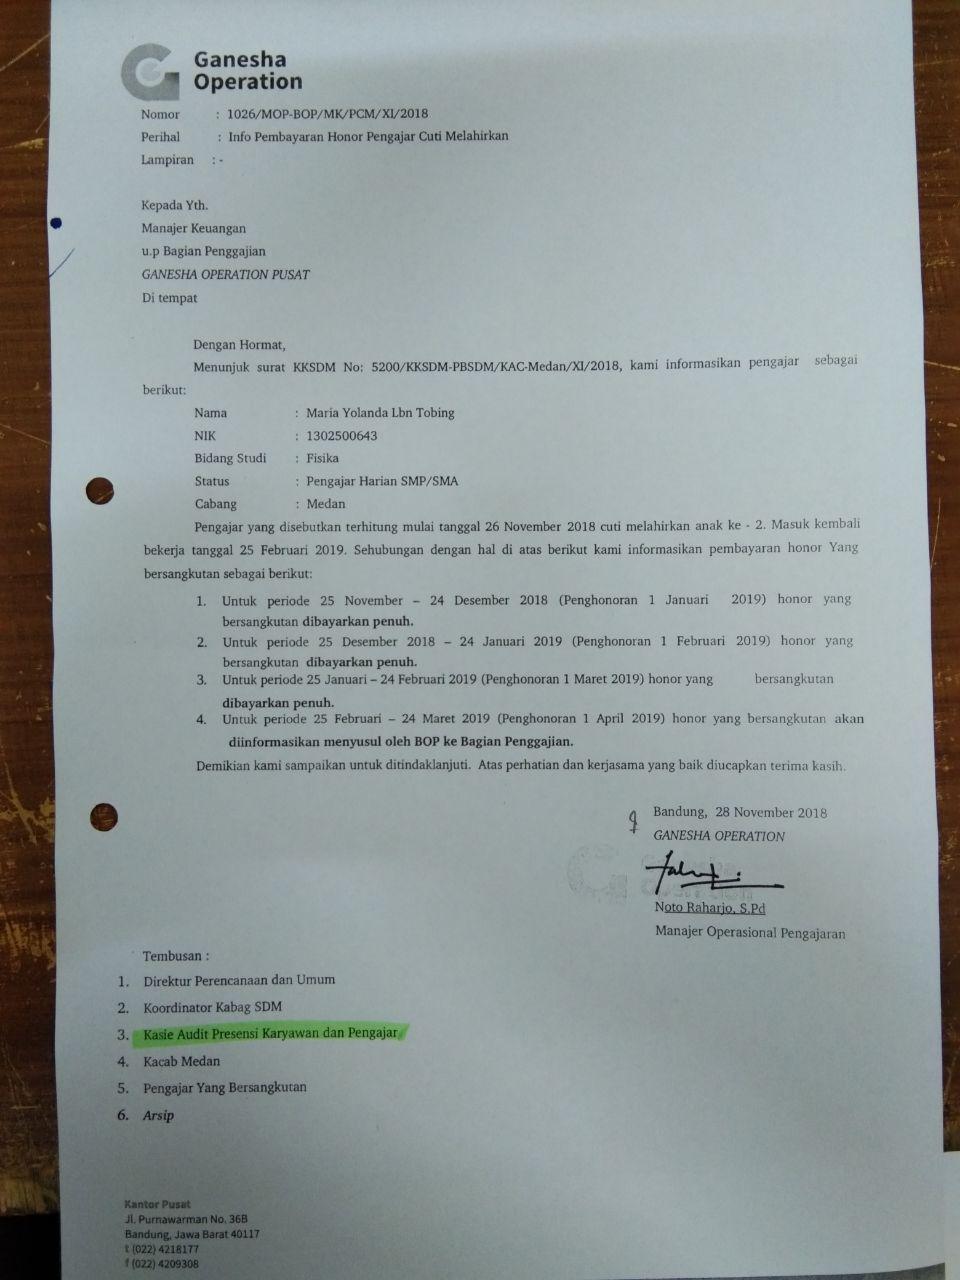 Ganesha
Operation
Nomor : 1026/MOP-BOP/MK/PCM/XI/2018
Perihal : Info Pembayaran Honor Pengajar Cuti Melahirkan
Lampiran : -
Kepada Yth.
Manajer Keuangan
u.p Bagian Penggajian
GANESHA OPERATION PUSAT
Di tempat
Dengan Hormat,
Menunjuk surat KKSDM No: 5200/KKSDM-PBSDM/KAC-Medan/XI/2018, kami informasikan pengajar sebagai
berikut:
Nama : Maria Yolanda Lbn Tobing
NIK : 1302500643
Bidang Studi : Fisika
Status : Pengajar Harian SMP/SMA
Cabang : Medan
Pengajar yang disebutkan terhitung mulai tanggal 26 November 2018 cuti melahirkan anak ke - 2. Masuk kembali
bekerja tanggal 25 Februari 2019. Sehubungan dengan hal di atas berikut kami informasikan pembayaran honor Yang
bersangkutan sebagai berikut:
1. Untuk periode 25 November – 24 Desember 2018 (Penghonoran 1 Januari 2019) honor yang
bersangkutan dibayarkan penuh.
2. Untuk periode 25 Desember 2018 – 24 Januari 2019 (Penghonoran 1 Februari 2019) honor yang
bersangkutan dibayarkan penuh.
3. Untuk periode 25 Januari – 24 Februari 2019 (Penghonoran 1 Maret 2019) honor yang bersangkutan
dibayarkan penuh.
4. Untuk periode 25 Februari – 24 Maret 2019 (Penghonoran 1 April 2019) honor yang bersangkutan akan
diinformasikan menyusul oleh BOP ke Bagian Penggajian.
Demikian kami sampaikan untuk ditindaklanjuti. Atas perhatian dan kerjasama yang baik diucapkan terima kasih.
Bandung, 28 November 2018
GANESHA OPERATION
Noto Raharjo, S.Pd
Manajer Operasional Pengajaran
Tembusan :
1. Direktur Perencanaan dan Umum
2. Koordinator Kabag SDM
3. Kasie Audit Presensi Karyawan dan Pengajar
4. Kacab Medan
5. Pengajar Yang Bersangkutan
6. Arsip
Kantor Pusat
Jl. Purnawarman No. 36B
Bandung, Jawa Barat 40117
t (022) 4218177
f (022) 4209308